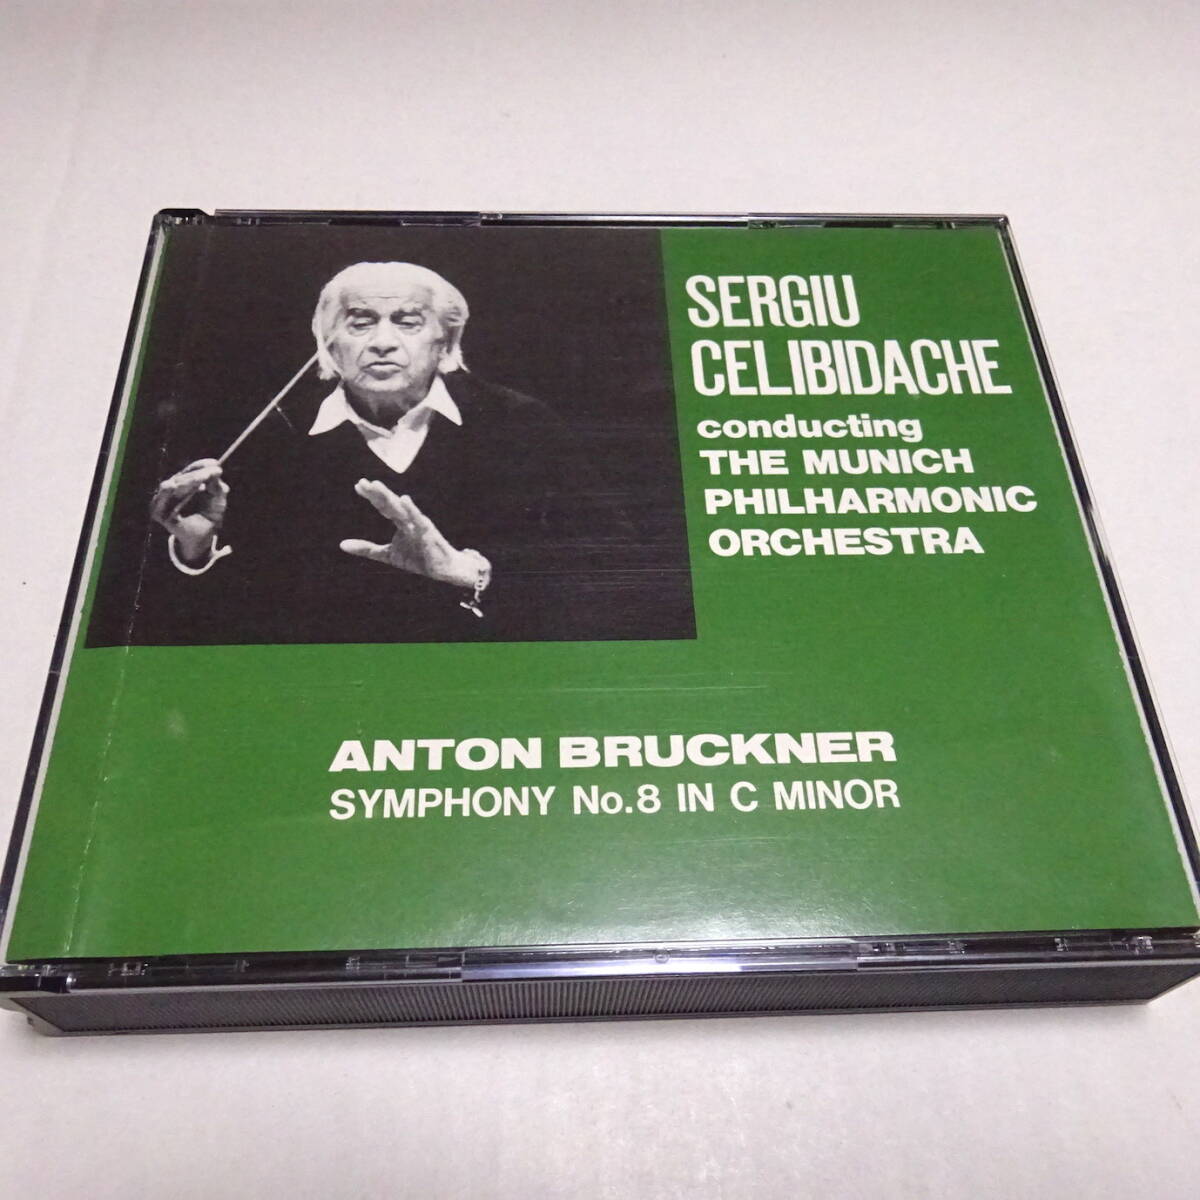 SERGIU
CELIBIDACHE
conducting
THE MUNICH
PHILHARMONIC
ORCHESTRA
ANTON BRUCKNER
SYMPHONY No.8 IN C MINOR